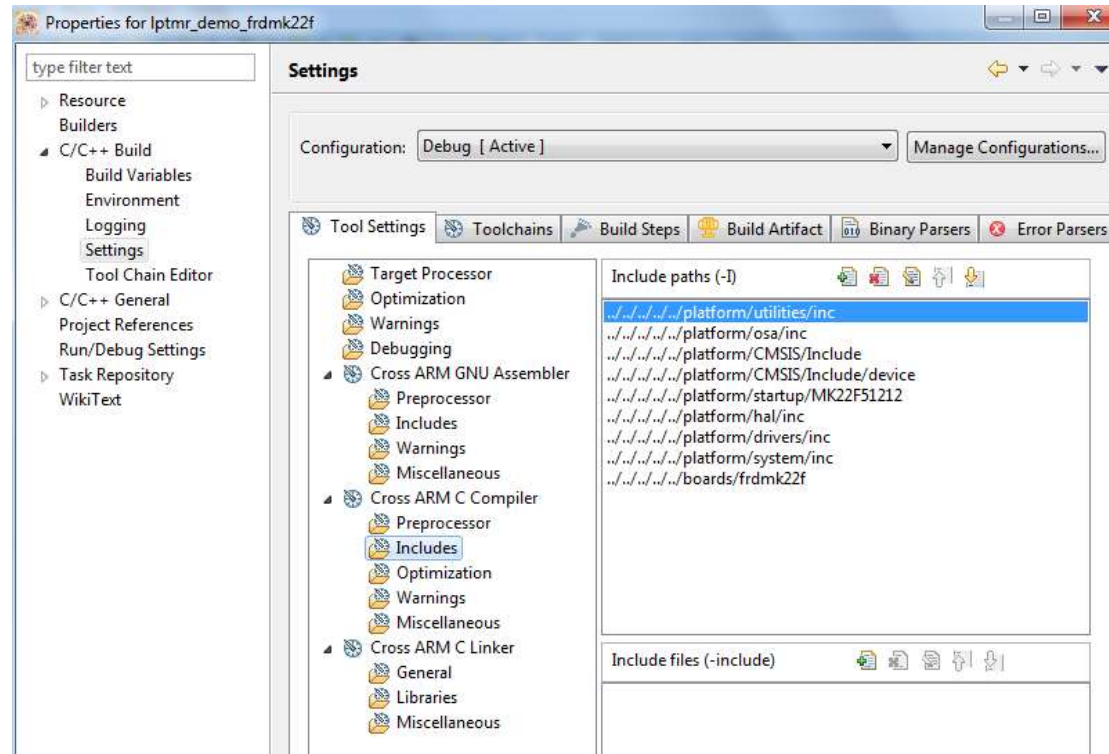 Properties for lptmr_demo_frdmk22f
type filter text
Resource
Builders
C/C++ Build
Build Variables
Environment
Logging
Settings
Tool Chain Editor
C/C++ General
Project References
Run/Debug Settings
Task Repository
WikiText
Settings
Configuration: Debug [ Active ] Manage Configurations...
Tool Settings Toolchains Build Steps Build Artifact Binary Parsers Error Parsers
Target Processor
Optimization
Warnings
Debugging
Cross ARM GNU Assembler
Preprocessor
Includes
Warnings
Miscellaneous
Cross ARM C Compiler
Preprocessor
Includes
Optimization
Warnings
Miscellaneous
Cross ARM C Linker
General
Libraries
Miscellaneous
Include paths (-I)
../../../../../platform/utilities/inc
../../../../../platform/osa/inc
../../../../../platform/CMSIS/Include
../../../../../platform/CMSIS/Include/device
../../../../../platform/startup/MK22F51212
../../../../../platform/hal/inc
../../../../../platform/drivers/inc
../../../../../platform/system/inc
../../../../../boards/frdmk22f
Include files (-include)